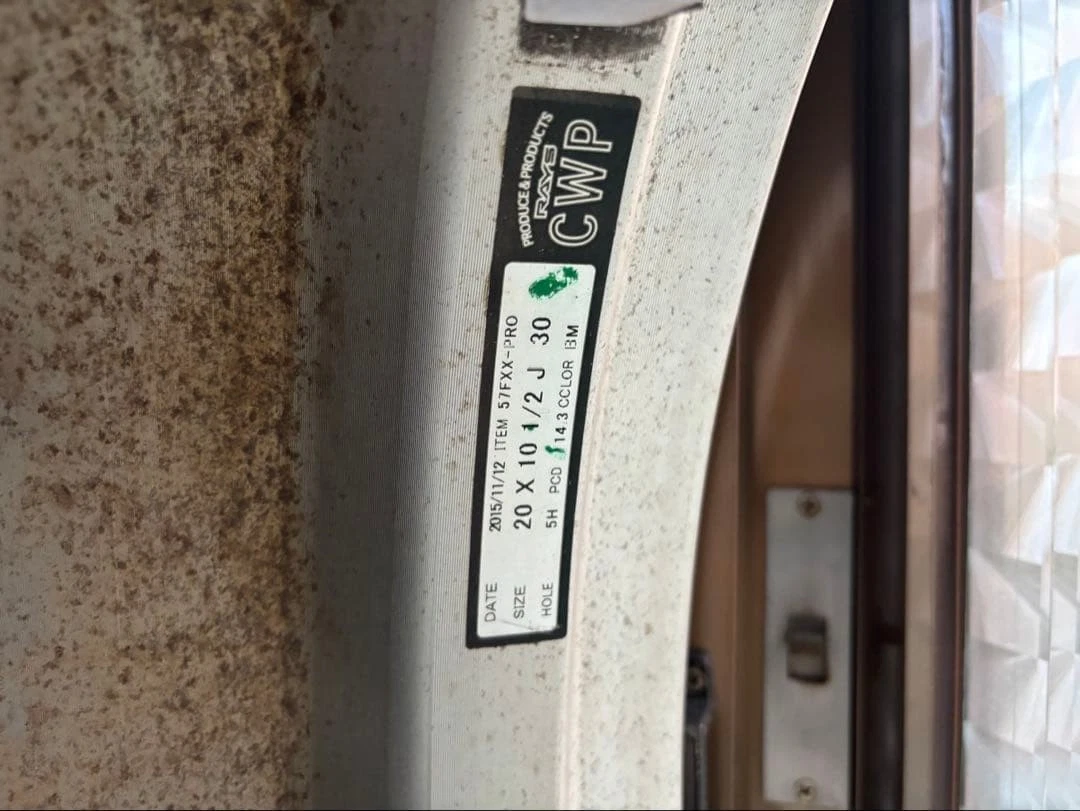 PRODUCE & PRODUCTS
RAYS
CWP
DATE 2015/11/12 ITEM 57FXX-PRO
SIZE 20 X 10 1/2 J 30
HOLE 5H PCD 114.3 CCLOR BM